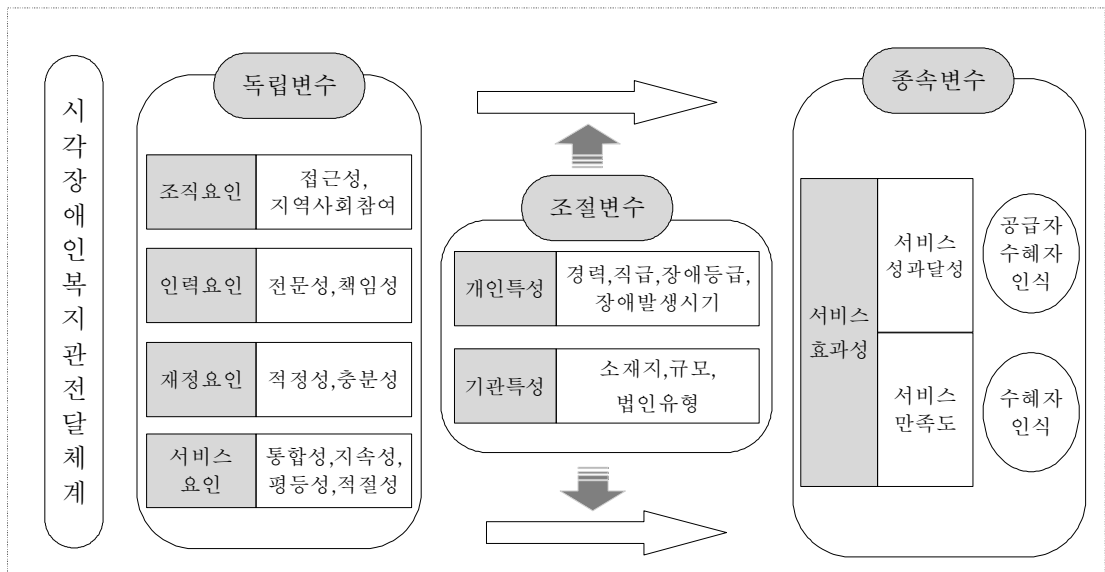 시각장애인복지관전달체계
독립변수
조직요인
접근성,
지역사회참여
인력요인
전문성,책임성
재정요인
적정성,충분성
서비스
요인
통합성,지속성,
평등성,적절성
조절변수
개인특성
경력,직급,장애등급,
장애발생시기
기관특성
소재지,규모,
법인유형
종속변수
서비스
효과성
서비스
성과달성
공급자
수혜자
인식
서비스
만족도
수혜자
인식